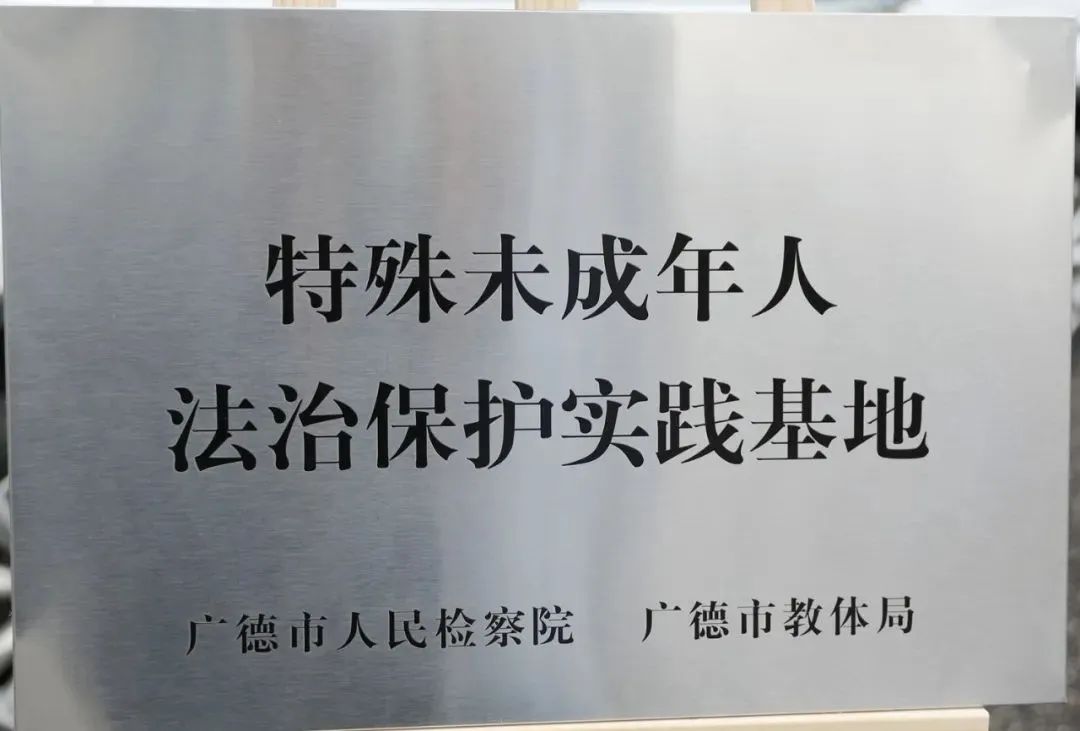 特殊未成年人
法治保护实践基地
广德市人民检察院 广德市教体局